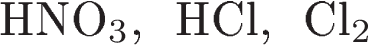 HNO₃, HCl, Cl₂